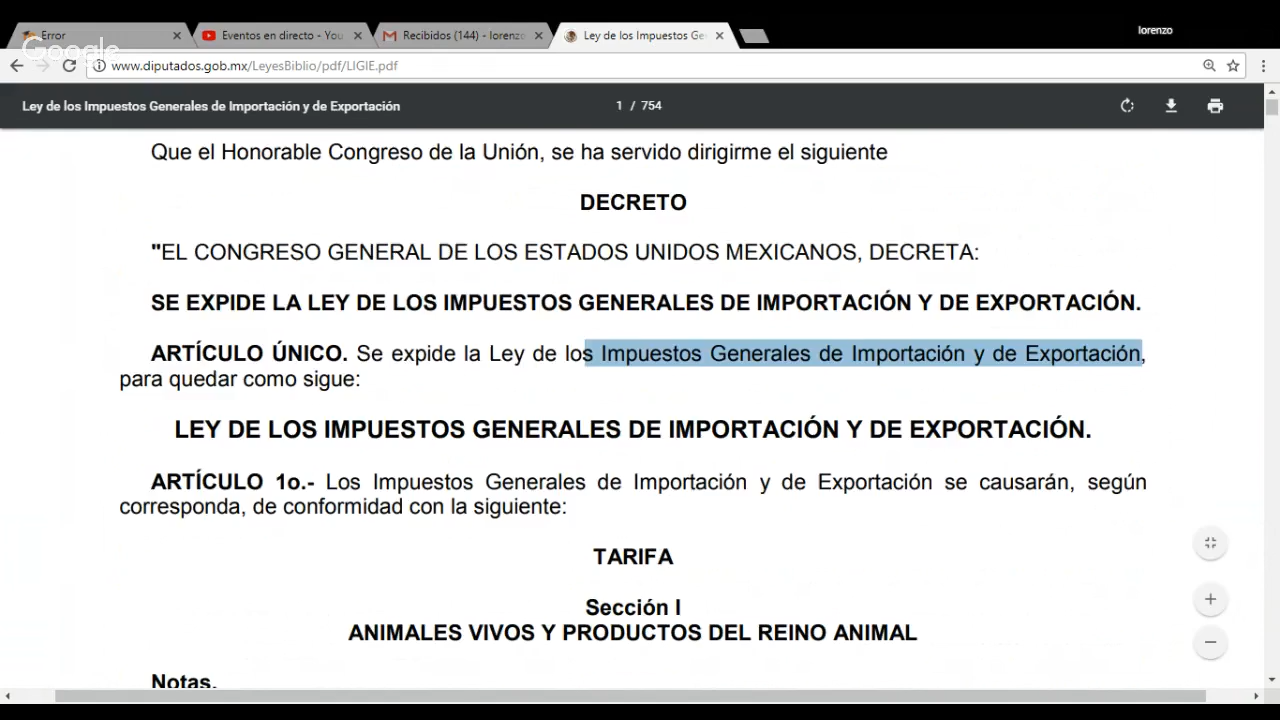 lorenzo
Error
Eventos en directo - You
Recibidos (144) - lorenzo
Ley de los Impuestos Ge
Google
www.diputados.gob.mx/LeyesBiblio/pdf/LIGIE.pdf
Ley de los Impuestos Generales de Importación y de Exportación
1 / 754
Que el Honorable Congreso de la Unión, se ha servido dirigirme el siguiente
DECRETO
"EL CONGRESO GENERAL DE LOS ESTADOS UNIDOS MEXICANOS, DECRETA:
SE EXPIDE LA LEY DE LOS IMPUESTOS GENERALES DE IMPORTACIÓN Y DE EXPORTACIÓN.
ARTÍCULO ÚNICO. Se expide la Ley de los Impuestos Generales de Importación y de Exportación,
para quedar como sigue:
LEY DE LOS IMPUESTOS GENERALES DE IMPORTACIÓN Y DE EXPORTACIÓN.
ARTÍCULO 1o.- Los Impuestos Generales de Importación y de Exportación se causarán, según
corresponda, de conformidad con la siguiente:
TARIFA
Sección I
ANIMALES VIVOS Y PRODUCTOS DEL REINO ANIMAL
Notas.